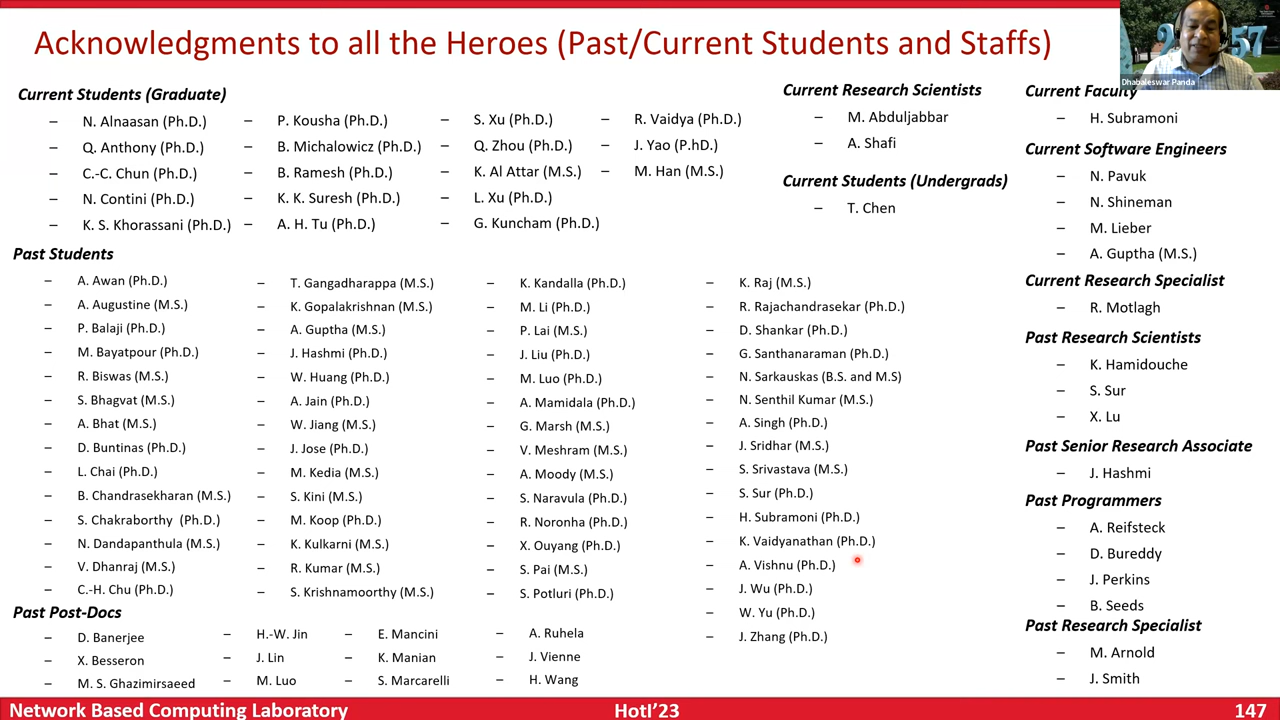 Acknowledgments to all the Heroes (Past/Current Students and Staffs)
Dhabaleswar Panda
Current Students (Graduate)
– N. Alnaasan (Ph.D.)
– Q. Anthony (Ph.D.)
– C.-C. Chun (Ph.D.)
– N. Contini (Ph.D.)
– K. S. Khorassani (Ph.D.)
– P. Kousha (Ph.D.)
– B. Michalowicz (Ph.D.)
– B. Ramesh (Ph.D.)
– K. K. Suresh (Ph.D.)
– A. H. Tu (Ph.D.)
– S. Xu (Ph.D.)
– Q. Zhou (Ph.D.)
– K. Al Attar (M.S.)
– L. Xu (Ph.D.)
– G. Kuncham (Ph.D.)
– R. Vaidya (Ph.D.)
– J. Yao (P.hD.)
– M. Han (M.S.)
Current Research Scientists
– M. Abduljabbar
– A. Shafi
Current Students (Undergrads)
– T. Chen
Current Faculty
– H. Subramoni
Current Software Engineers
– N. Pavuk
– N. Shineman
– M. Lieber
– A. Guptha (M.S.)
Current Research Specialist
– R. Motlagh
Past Research Scientists
– K. Hamidouche
– S. Sur
– X. Lu
Past Senior Research Associate
– J. Hashmi
Past Programmers
– A. Reifsteck
– D. Bureddy
– J. Perkins
– B. Seeds
Past Research Specialist
– M. Arnold
– J. Smith
Past Students
– A. Awan (Ph.D.)
– A. Augustine (M.S.)
– P. Balaji (Ph.D.)
– M. Bayatpour (Ph.D.)
– R. Biswas (M.S.)
– S. Bhagvat (M.S.)
– A. Bhat (M.S.)
– D. Buntinas (Ph.D.)
– L. Chai (Ph.D.)
– B. Chandrasekharan (M.S.)
– S. Chakraborthy (Ph.D.)
– N. Dandapanthula (M.S.)
– V. Dhanraj (M.S.)
– C.-H. Chu (Ph.D.)
– T. Gangadharappa (M.S.)
– K. Gopalakrishnan (M.S.)
– A. Guptha (M.S.)
– J. Hashmi (Ph.D.)
– W. Huang (Ph.D.)
– A. Jain (Ph.D.)
– W. Jiang (M.S.)
– J. Jose (Ph.D.)
– M. Kedia (M.S.)
– S. Kini (M.S.)
– M. Koop (Ph.D.)
– K. Kulkarni (M.S.)
– R. Kumar (M.S.)
– S. Krishnamoorthy (M.S.)
– K. Kandalla (Ph.D.)
– M. Li (Ph.D.)
– P. Lai (M.S.)
– J. Liu (Ph.D.)
– M. Luo (Ph.D.)
– A. Mamidala (Ph.D.)
– G. Marsh (M.S.)
– V. Meshram (M.S.)
– A. Moody (M.S.)
– S. Naravula (Ph.D.)
– R. Noronha (Ph.D.)
– X. Ouyang (Ph.D.)
– S. Pai (M.S.)
– S. Potluri (Ph.D.)
– K. Raj (M.S.)
– R. Rajachandrasekar (Ph.D.)
– D. Shankar (Ph.D.)
– G. Santhanaraman (Ph.D.)
– N. Sarkauskas (B.S. and M.S)
– N. Senthil Kumar (M.S.)
– A. Singh (Ph.D.)
– J. Sridhar (M.S.)
– S. Srivastava (M.S.)
– S. Sur (Ph.D.)
– H. Subramoni (Ph.D.)
– K. Vaidyanathan (Ph.D.)
– A. Vishnu (Ph.D.)
– J. Wu (Ph.D.)
– W. Yu (Ph.D.)
– J. Zhang (Ph.D.)
Past Post-Docs
– D. Banerjee
– X. Besseron
– M. S. Ghazimirsaeed
– H.-W. Jin
– J. Lin
– M. Luo
– E. Mancini
– K. Manian
– S. Marcarelli
– A. Ruhela
– J. Vienne
– H. Wang
Network Based Computing Laboratory
HotI'23
147